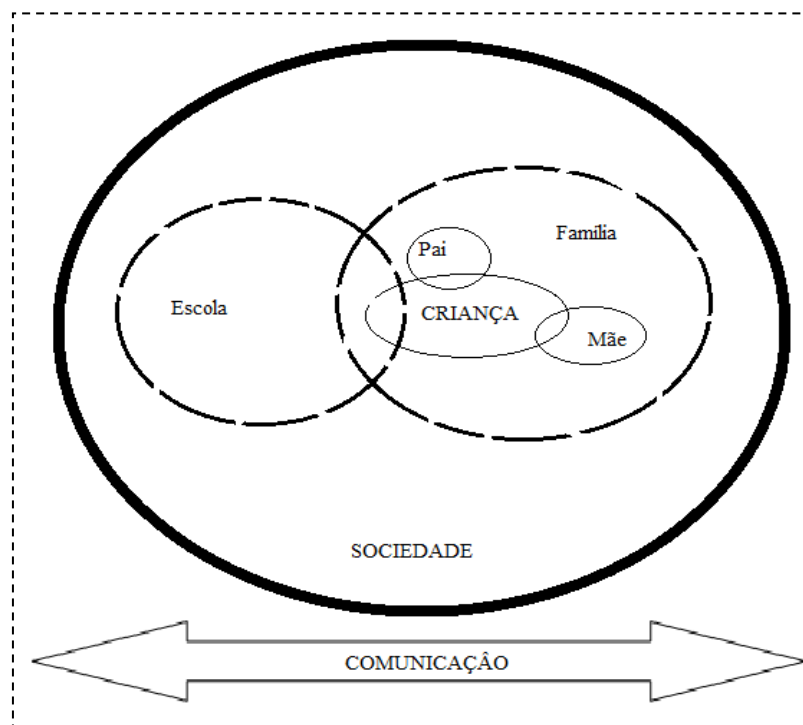 Família
Pai
Escola
CRIANÇA
Mãe
SOCIEDADE
COMUNICAÇÂO